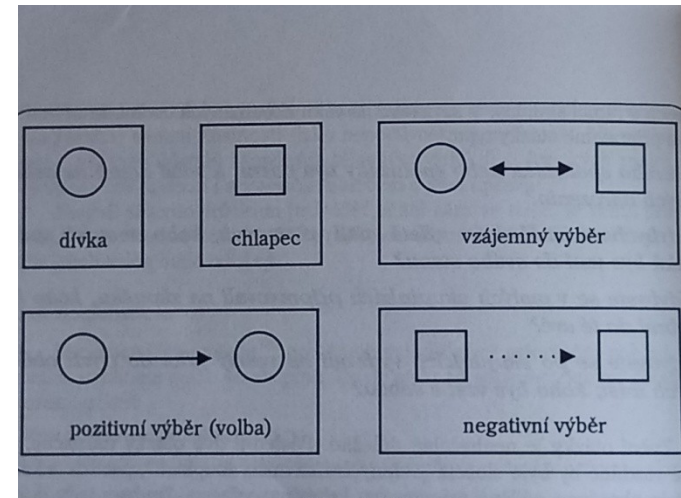 dívka
chlapec
vzájemný výběr
pozitivní výběr (volba)
negativní výběr